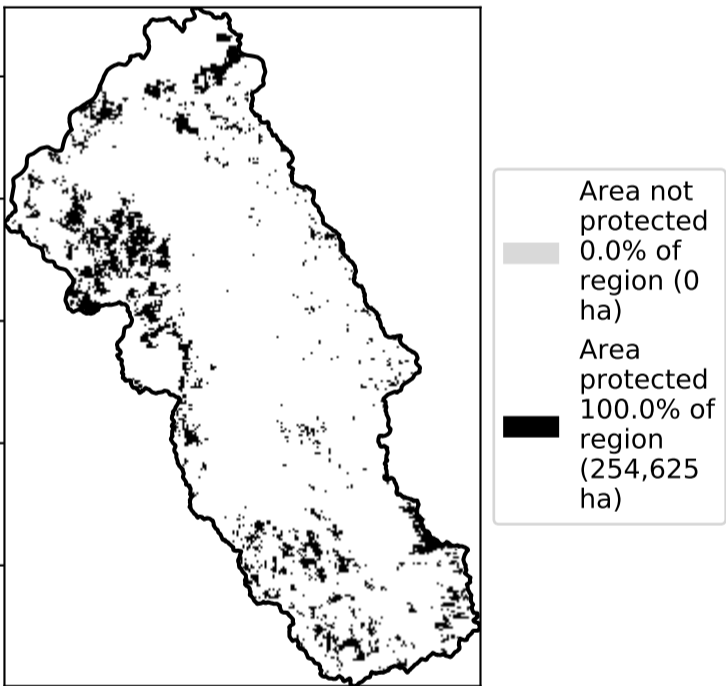 Area not
protected
0.0% of
region (0
ha)
Area
protected
100.0% of
region
(254,625
ha)